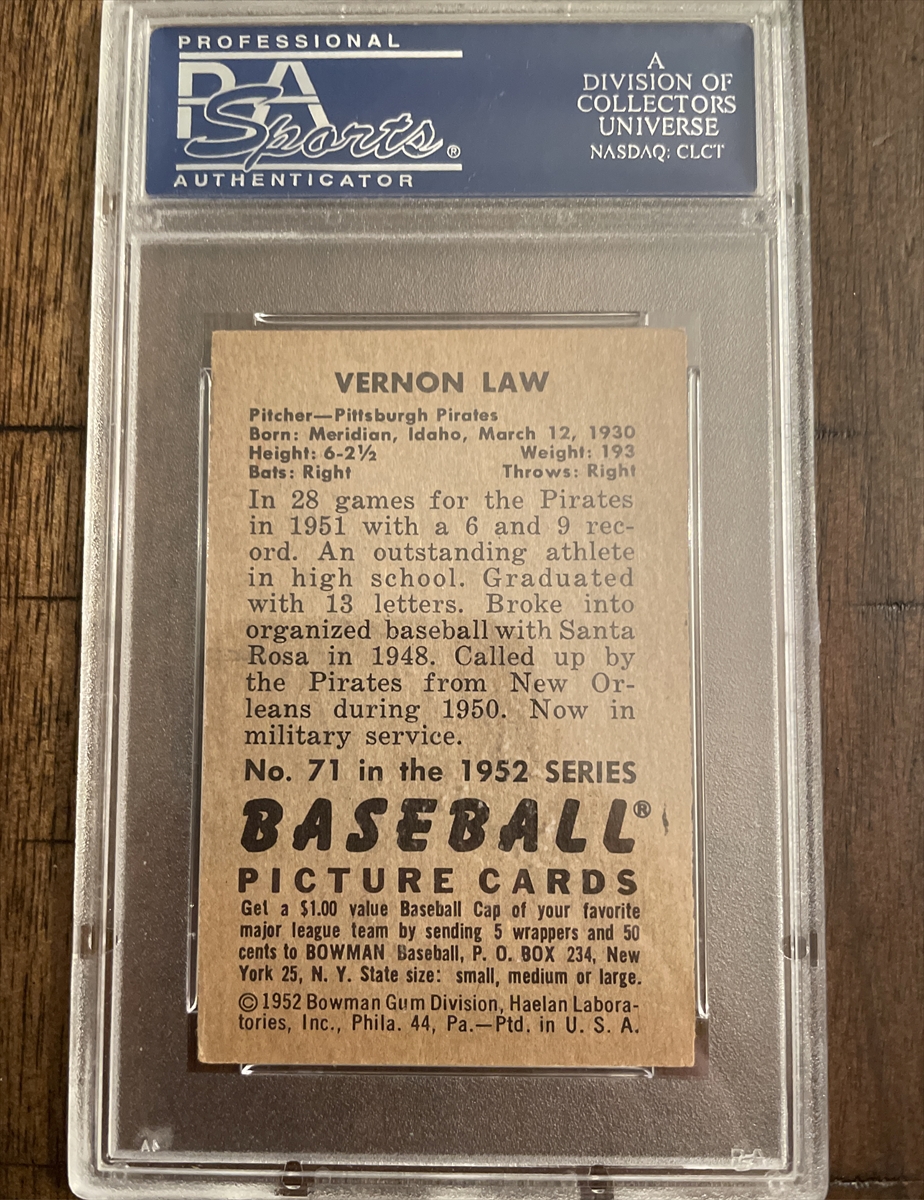 PROFESSIONAL
PSA
Sports®
AUTHENTICATOR
A
DIVISION OF
COLLECTORS
UNIVERSE
NASDAQ: CLCT
VERNON LAW
Pitcher—Pittsburgh Pirates
Born: Meridian, Idaho, March 12, 1930
Height: 6-2½ Weight: 193
Bats: Right Throws: Right
In 28 games for the Pirates
in 1951 with a 6 and 9 rec-
ord. An outstanding athlete
in high school. Graduated
with 13 letters. Broke into
organized baseball with Santa
Rosa in 1948. Called up by
the Pirates from New Or-
leans during 1950. Now in
military service.
No. 71 in the 1952 SERIES
BASEBALL®
PICTURE CARDS
Get a $1.00 value Baseball Cap of your favorite
major league team by sending 5 wrappers and 50
cents to BOWMAN Baseball, P. O. BOX 234, New
York 25, N. Y. State size: small, medium or large.
©1952 Bowman Gum Division, Haelan Labora-
tories, Inc., Phila. 44, Pa.—Ptd. in U. S. A.